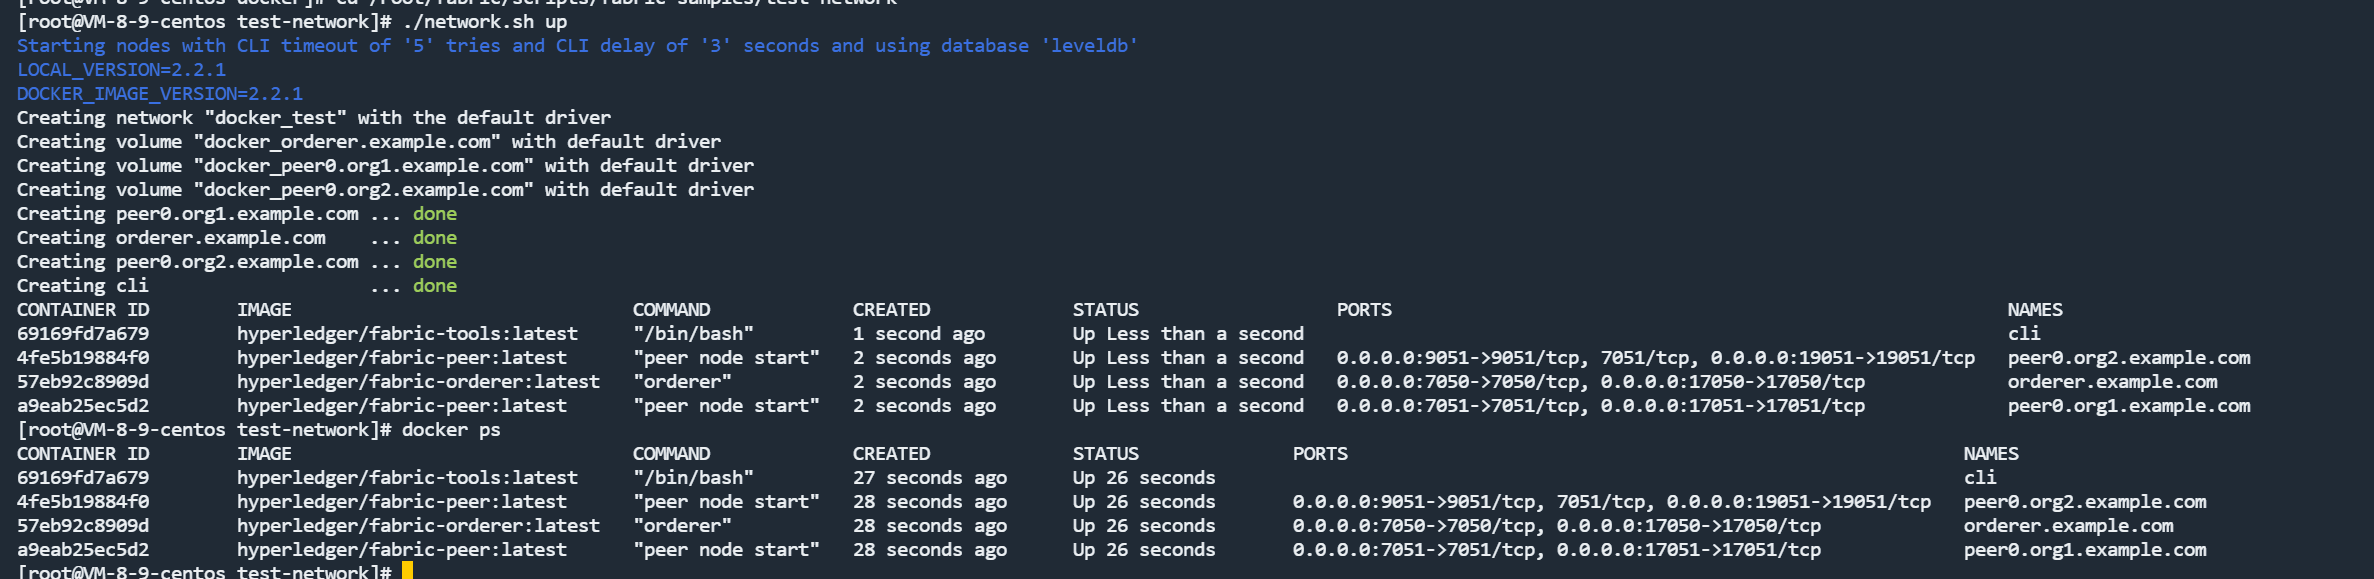 [root@VM-8-9-centos docker]# cd /root/fabric/scripts/fabric-samples/test-network
[root@VM-8-9-centos test-network]# ./network.sh up
Starting nodes with CLI timeout of '5' tries and CLI delay of '3' seconds and using database 'leveldb'
LOCAL_VERSION=2.2.1
DOCKER_IMAGE_VERSION=2.2.1
Creating network "docker_test" with the default driver
Creating volume "docker_orderer.example.com" with default driver
Creating volume "docker_peer0.org1.example.com" with default driver
Creating volume "docker_peer0.org2.example.com" with default driver
Creating peer0.org1.example.com ... done
Creating orderer.example.com    ... done
Creating peer0.org2.example.com ... done
Creating cli                    ... done
CONTAINER ID        IMAGE                               COMMAND             CREATED             STATUS                  PORTS                                                        NAMES
69169fd7a679        hyperledger/fabric-tools:latest     "/bin/bash"         1 second ago        Up Less than a second                                                                cli
4fe5b19884f0        hyperledger/fabric-peer:latest      "peer node start"   2 seconds ago       Up Less than a second   0.0.0.0:9051->9051/tcp, 7051/tcp, 0.0.0.0:19051->19051/tcp   peer0.org2.example.com
57eb92c8909d        hyperledger/fabric-orderer:latest   "orderer"           2 seconds ago       Up Less than a second   0.0.0.0:7050->7050/tcp, 0.0.0.0:17050->17050/tcp             orderer.example.com
a9eab25ec5d2        hyperledger/fabric-peer:latest      "peer node start"   2 seconds ago       Up Less than a second   0.0.0.0:7051->7051/tcp, 0.0.0.0:17051->17051/tcp             peer0.org1.example.com
[root@VM-8-9-centos test-network]# docker ps
CONTAINER ID        IMAGE                               COMMAND             CREATED             STATUS              PORTS                                                        NAMES
69169fd7a679        hyperledger/fabric-tools:latest     "/bin/bash"         27 seconds ago      Up 26 seconds                                                                    cli
4fe5b19884f0        hyperledger/fabric-peer:latest      "peer node start"   28 seconds ago      Up 26 seconds       0.0.0.0:9051->9051/tcp, 7051/tcp, 0.0.0.0:19051->19051/tcp   peer0.org2.example.com
57eb92c8909d        hyperledger/fabric-orderer:latest   "orderer"           28 seconds ago      Up 26 seconds       0.0.0.0:7050->7050/tcp, 0.0.0.0:17050->17050/tcp             orderer.example.com
a9eab25ec5d2        hyperledger/fabric-peer:latest      "peer node start"   28 seconds ago      Up 26 seconds       0.0.0.0:7051->7051/tcp, 0.0.0.0:17051->17051/tcp             peer0.org1.example.com
[root@VM-8-9-centos test-network]#